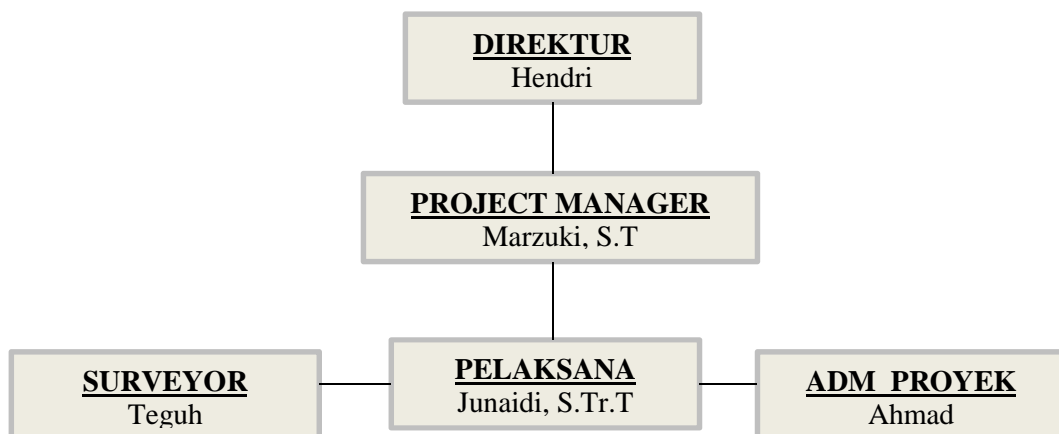 DIREKTUR
Hendri
PROJECT MANAGER
Marzuki, S.T
SURVEYOR
Teguh
PELAKSANA
Junaidi, S.Tr.T
ADM PROYEK
Ahmad